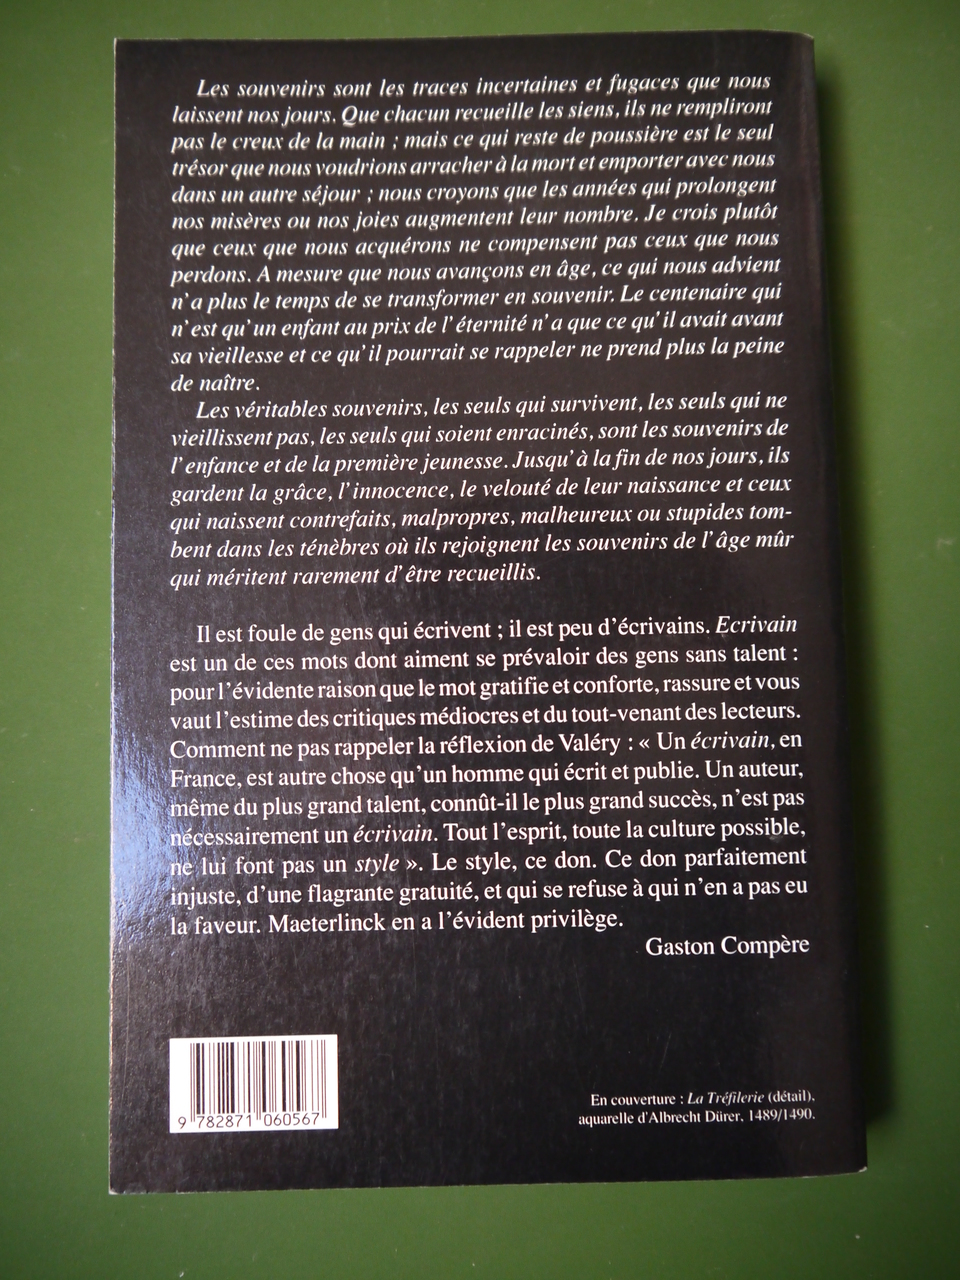 Les souvenirs sont les traces incertaines et fugaces que nous
laissent nos jours. Que chacun recueille les siens, ils ne rempliront
pas le creux de la main ; mais ce qui reste de poussière est le seul
trésor que nous voudrions arracher à la mort et emporter avec nous
dans un autre séjour ; nous croyons que les années qui prolongent
nos misères ou nos joies augmentent leur nombre. Je crois plutôt
que ceux que nous acquérons ne compensent pas ceux que nous
perdons. A mesure que nous avançons en âge, ce qui nous advient
n'a plus le temps de se transformer en souvenir. Le centenaire qui
n'est qu'un enfant au prix de l'éternité n'a que ce qu'il avait avant
sa vieillesse et ce qu'il pourrait se rappeler ne prend plus la peine
de naître.
Les véritables souvenirs, les seuls qui survivent, les seuls qui ne
vieillissent pas, les seuls qui soient enracinés, sont les souvenirs de
l'enfance et de la première jeunesse. Jusqu'à la fin de nos jours, ils
gardent la grâce, l'innocence, le velouté de leur naissance et ceux
qui naissent contrefaits, malpropres, malheureux ou stupides tom-
bent dans les ténèbres où ils rejoignent les souvenirs de l'âge mûr
qui méritent rarement d'être recueillis.
Il est foule de gens qui écrivent ; il est peu d'écrivains. Ecrivain
est un de ces mots dont aiment se prévaloir des gens sans talent :
pour l'évidente raison que le mot gratifie et conforte, rassure et vous
vaut l'estime des critiques médiocres et du tout-venant des lecteurs.
Comment ne pas rappeler la réflexion de Valéry : « Un écrivain, en
France, est autre chose qu'un homme qui écrit et publie. Un auteur,
même du plus grand talent, connût-il le plus grand succès, n'est pas
nécessairement un écrivain. Tout l'esprit, toute la culture possible,
ne lui font pas un style ». Le style, ce don. Ce don parfaitement
injuste, d'une flagrante gratuité, et qui se refuse à qui n'en a pas eu
la faveur. Maeterlinck en a l'évident privilège.
Gaston Compère
En couverture : La Tréfilerie (détail),
aquarelle d'Albrecht Dürer, 1489/1490.
9 782871 060567